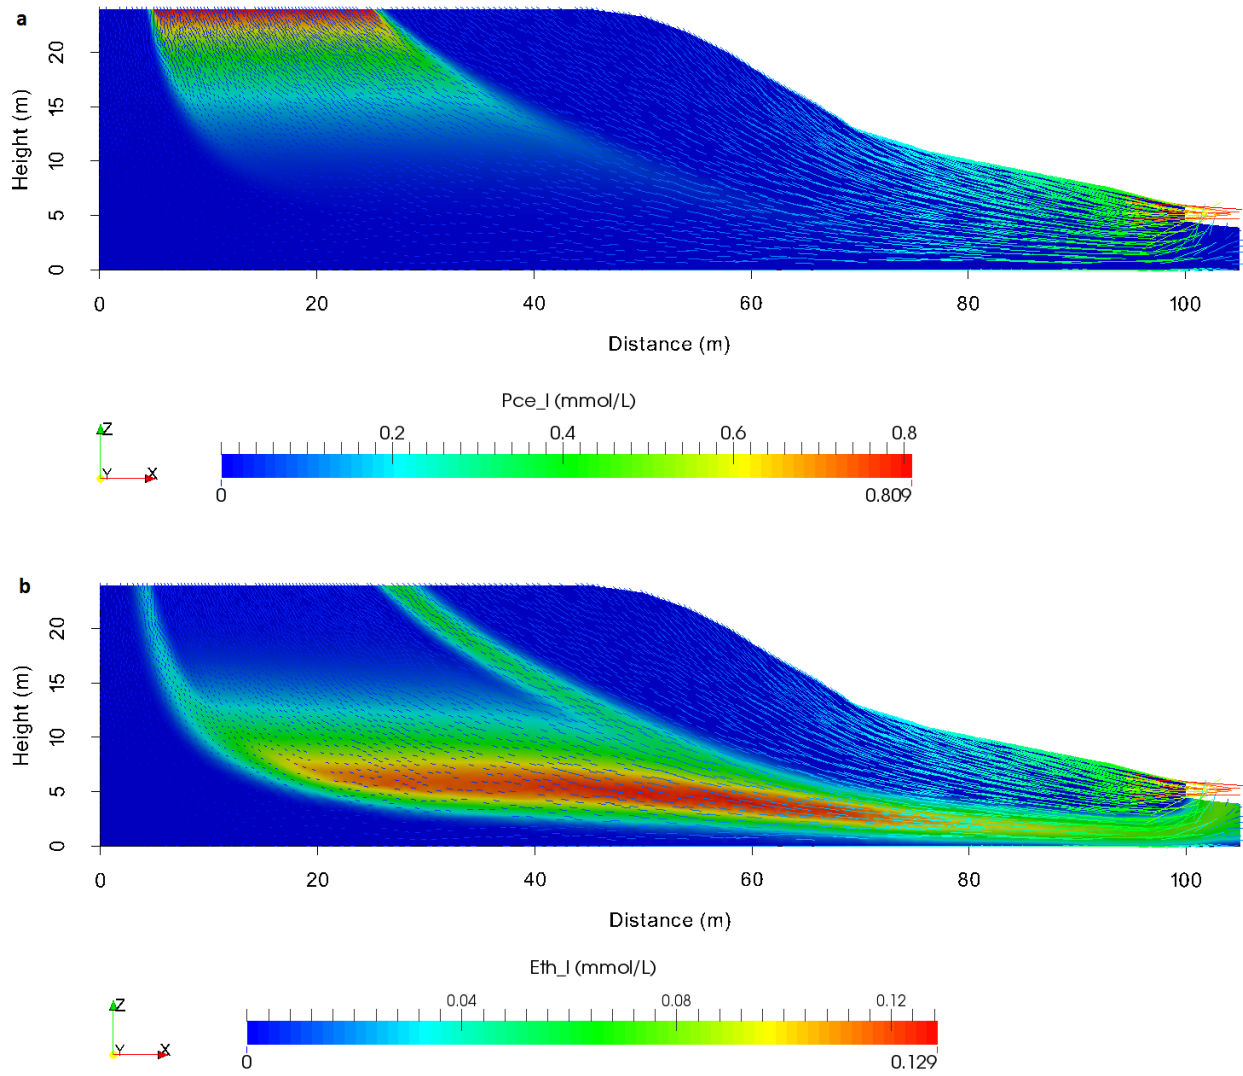 a
Height (m)
20
15
10
5
0
0 20 40 60 80 100
Distance (m)
Pce_l (mmol/L)
0.2 0.4 0.6 0.8
0 0.809
Z
Y X
b
Height (m)
20
15
10
5
0
0 20 40 60 80 100
Distance (m)
Eth_l (mmol/L)
0.04 0.08 0.12
0 0.129
Z
Y X